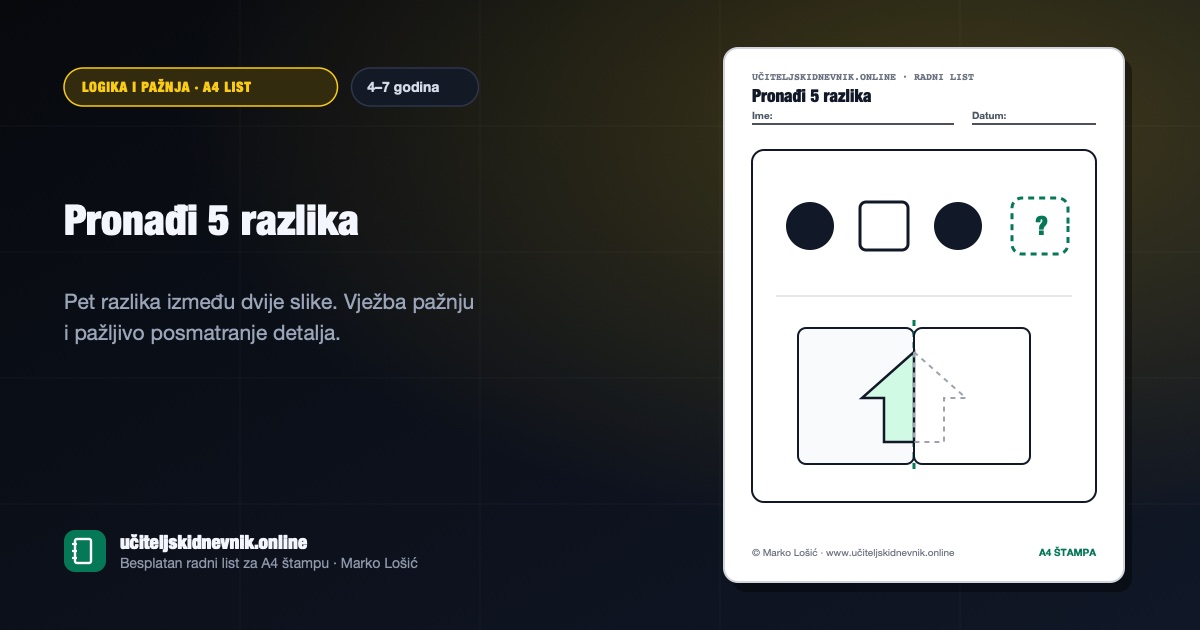 LOGIKA I PAŽNJA · A4 LIST
4–7 godina
Pronađi 5 razlika
Pet razlika između dvije slike. Vježba pažnju
i pažljivo posmatranje detalja.
učiteljskidnevnik.online
Besplatan radni list za A4 štampu · Marko Lošić
UČITELJSKIDNEVNIK.ONLINE · RADNI LIST
Pronađi 5 razlika
Ime:
Datum:
?
© Marko Lošić · www.učiteljskidnevnik.online
A4 ŠTAMPA